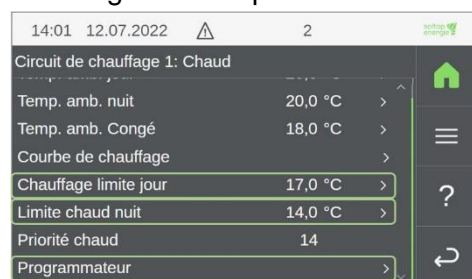 14:01 12.07.2022 2 soltop energie
Circuit de chauffage 1: Chaud
Temp. amb. nuit 20,0 °C >
Temp. amb. Congé 18,0 °C >
Courbe de chauffage >
Chauffage limite jour 17,0 °C >
Limite chaud nuit 14,0 °C >
Priorité chaud 14
Programmateur >
?